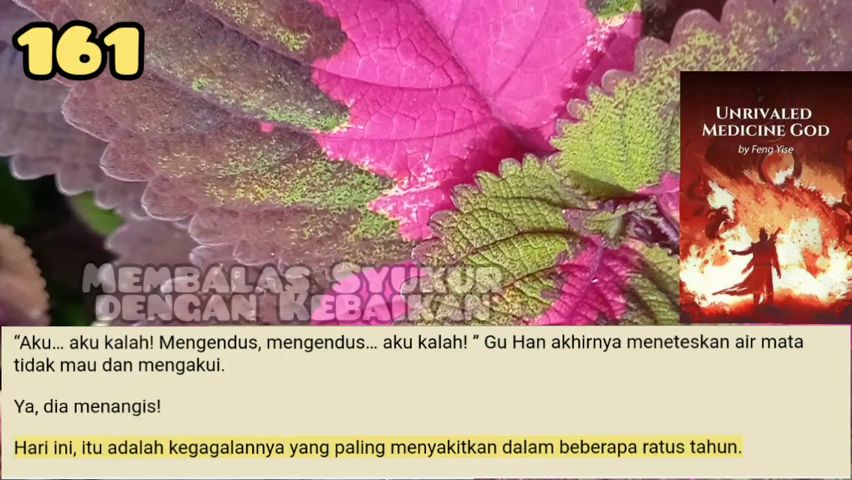 161
UNRIVALED
MEDICINE GOD
by Feng Yise
MEMBALAS SYUKUR
DENGAN KEBAIKAN
“Aku… aku kalah! Mengendus, mengendus… aku kalah! ” Gu Han akhirnya meneteskan air mata
tidak mau dan mengakui.
Ya, dia menangis!
Hari ini, itu adalah kegagalannya yang paling menyakitkan dalam beberapa ratus tahun.